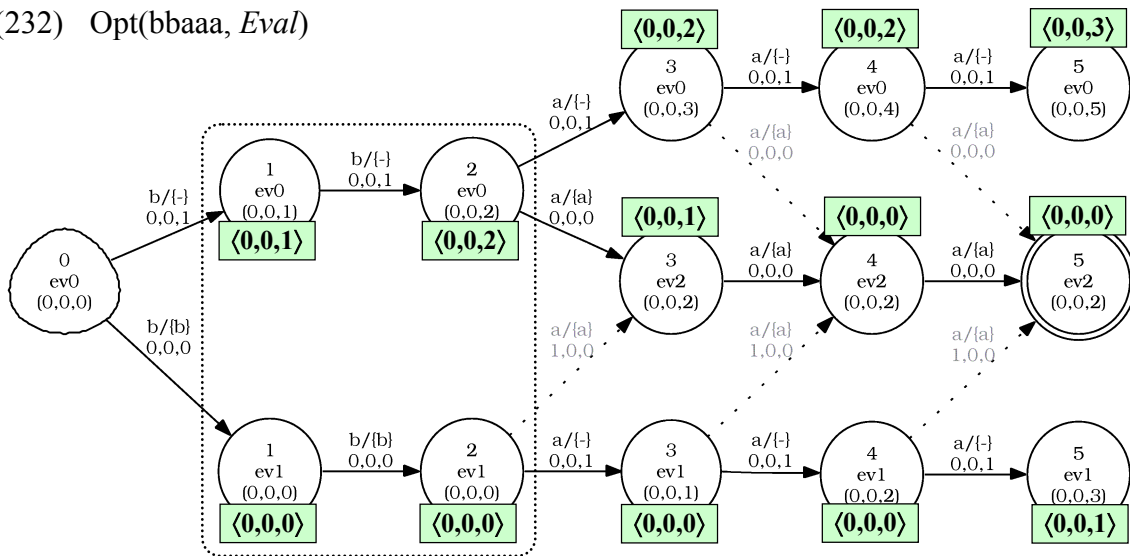 (232) Opt(bbaaa, Eval)
⟨0,0,2⟩
3
ev0
(0,0,3)
a/{-}
0,0,1
⟨0,0,2⟩
4
ev0
(0,0,4)
a/{-}
0,0,1
⟨0,0,3⟩
5
ev0
(0,0,5)
a/{-}
0,0,1
a/{a}
0,0,0
a/{a}
0,0,0
b/{-}
0,0,1
1
ev0
(0,0,1)
⟨0,0,1⟩
b/{-}
0,0,1
2
ev0
(0,0,2)
⟨0,0,2⟩
a/{a}
0,0,0
⟨0,0,1⟩
3
ev2
(0,0,2)
a/{a}
0,0,0
⟨0,0,0⟩
4
ev2
(0,0,2)
a/{a}
0,0,0
⟨0,0,0⟩
5
ev2
(0,0,2)
0
ev0
(0,0,0)
b/{b}
0,0,0
a/{a}
1,0,0
a/{a}
1,0,0
a/{a}
1,0,0
1
ev1
(0,0,0)
⟨0,0,0⟩
b/{b}
0,0,0
2
ev1
(0,0,0)
⟨0,0,0⟩
a/{-}
0,0,1
3
ev1
(0,0,1)
⟨0,0,0⟩
a/{-}
0,0,1
4
ev1
(0,0,2)
⟨0,0,0⟩
a/{-}
0,0,1
5
ev1
(0,0,3)
⟨0,0,1⟩